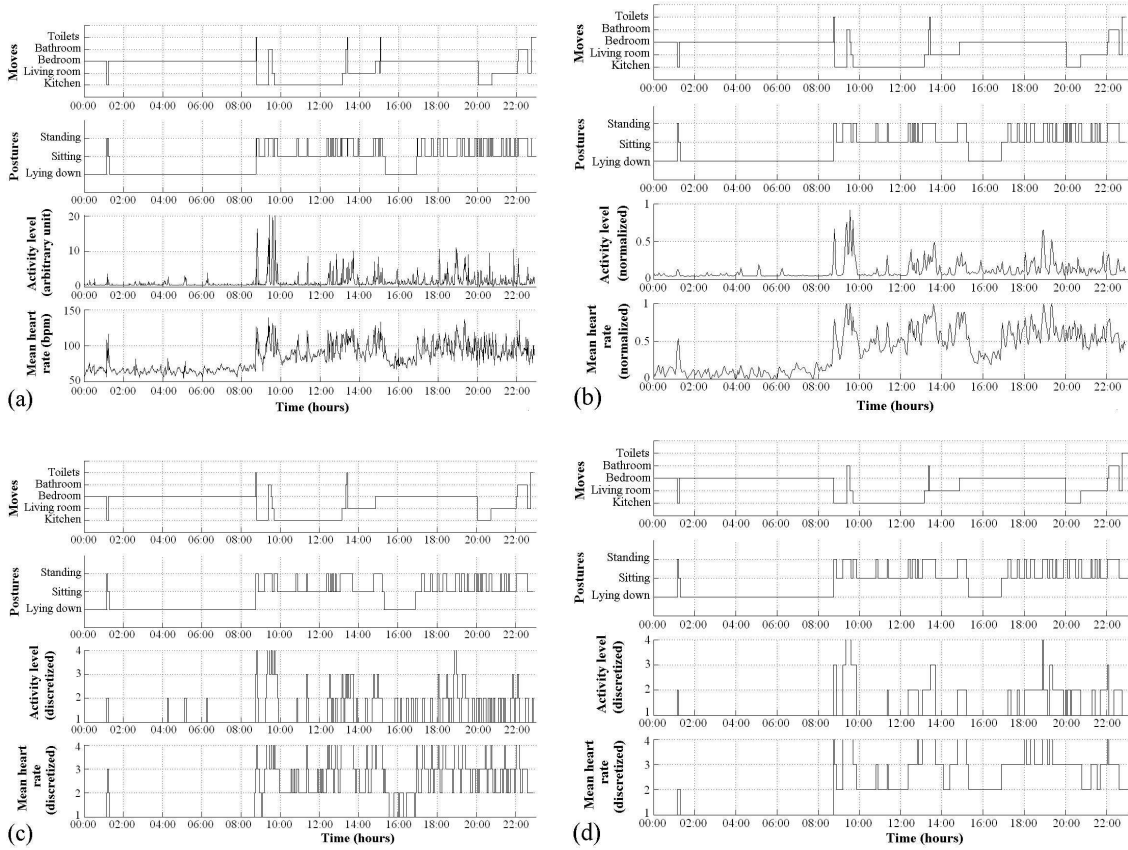 Moves
Toilets
Bathroom
Bedroom
Living room
Kitchen
00:00 02:00 04:00 06:00 08:00 10:00 12:00 14:00 16:00 18:00 20:00 22:00
Postures
Standing
Sitting
Lying down
00:00 02:00 04:00 06:00 08:00 10:00 12:00 14:00 16:00 18:00 20:00 22:00
Activity level
(arbitrary unit)
20
10
0
00:00 02:00 04:00 06:00 08:00 10:00 12:00 14:00 16:00 18:00 20:00 22:00
Mean heart
rate (bpm)
150
100
50
00:00 02:00 04:00 06:00 08:00 10:00 12:00 14:00 16:00 18:00 20:00 22:00
Time (hours)
(a)
Moves
Toilets
Bathroom
Bedroom
Living room
Kitchen
00:00 02:00 04:00 06:00 08:00 10:00 12:00 14:00 16:00 18:00 20:00 22:00
Postures
Standing
Sitting
Lying down
00:00 02:00 04:00 06:00 08:00 10:00 12:00 14:00 16:00 18:00 20:00 22:00
Activity level
(normalized)
1
0.5
0
00:00 02:00 04:00 06:00 08:00 10:00 12:00 14:00 16:00 18:00 20:00 22:00
Mean heart
rate
(normalized)
1
0.5
0
00:00 02:00 04:00 06:00 08:00 10:00 12:00 14:00 16:00 18:00 20:00 22:00
Time (hours)
(b)
Moves
Toilets
Bathroom
Bedroom
Living room
Kitchen
00:00 02:00 04:00 06:00 08:00 10:00 12:00 14:00 16:00 18:00 20:00 22:00
Postures
Standing
Sitting
Lying down
00:00 02:00 04:00 06:00 08:00 10:00 12:00 14:00 16:00 18:00 20:00 22:00
Activity level
(discretized)
4
3
2
1
00:00 02:00 04:00 06:00 08:00 10:00 12:00 14:00 16:00 18:00 20:00 22:00
Mean heart
rate
(discretized)
4
3
2
1
00:00 02:00 04:00 06:00 08:00 10:00 12:00 14:00 16:00 18:00 20:00 22:00
Time (hours)
(c)
Moves
Toilets
Bathroom
Bedroom
Living room
Kitchen
00:00 02:00 04:00 06:00 08:00 10:00 12:00 14:00 16:00 18:00 20:00 22:00
Postures
Standing
Sitting
Lying down
00:00 02:00 04:00 06:00 08:00 10:00 12:00 14:00 16:00 18:00 20:00 22:00
Activity level
(discretized)
4
3
2
1
00:00 02:00 04:00 06:00 08:00 10:00 12:00 14:00 16:00 18:00 20:00 22:00
Mean heart
rate
(discretized)
4
3
2
1
00:00 02:00 04:00 06:00 08:00 10:00 12:00 14:00 16:00 18:00 20:00 22:00
Time (hours)
(d)